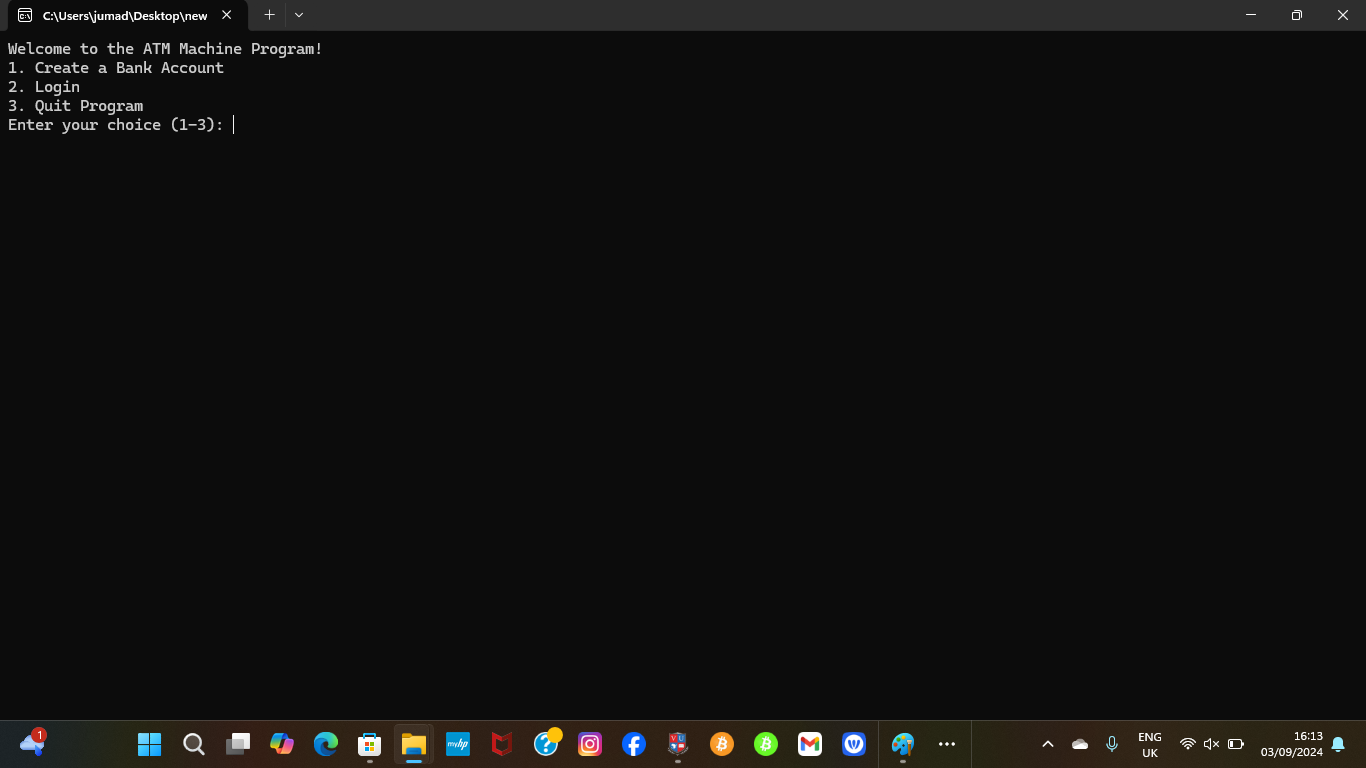 C:\Users\jumad\Desktop\new
Welcome to the ATM Machine Program!
1. Create a Bank Account
2. Login
3. Quit Program
Enter your choice (1-3):
1
myhp
ENG
UK
16:13
03/09/2024